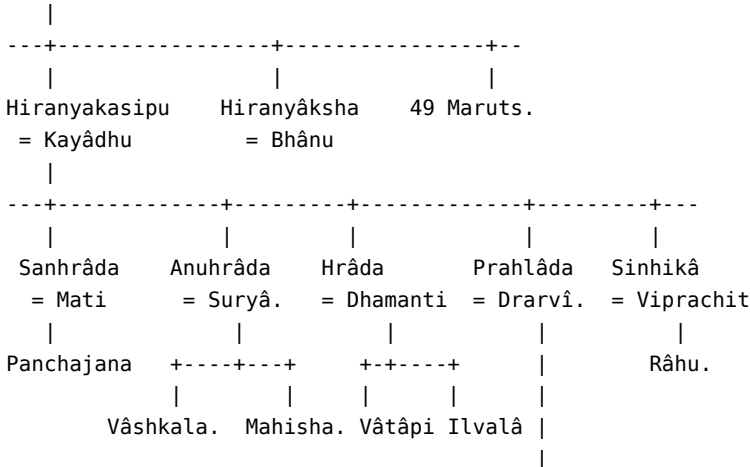 Hiranyakasipu Hiranyâksha 49 Maruts.
= Kayâdhu = Bhânu
Sanhrâda Anuhrâda Hrâda Prahlâda Sinhikâ
= Mati = Suryâ. = Dhamanti = Drarvî. = Viprachit
Panchajana Râhu.
Vâshkala. Mahisha. Vâtâpi Ilvalâ